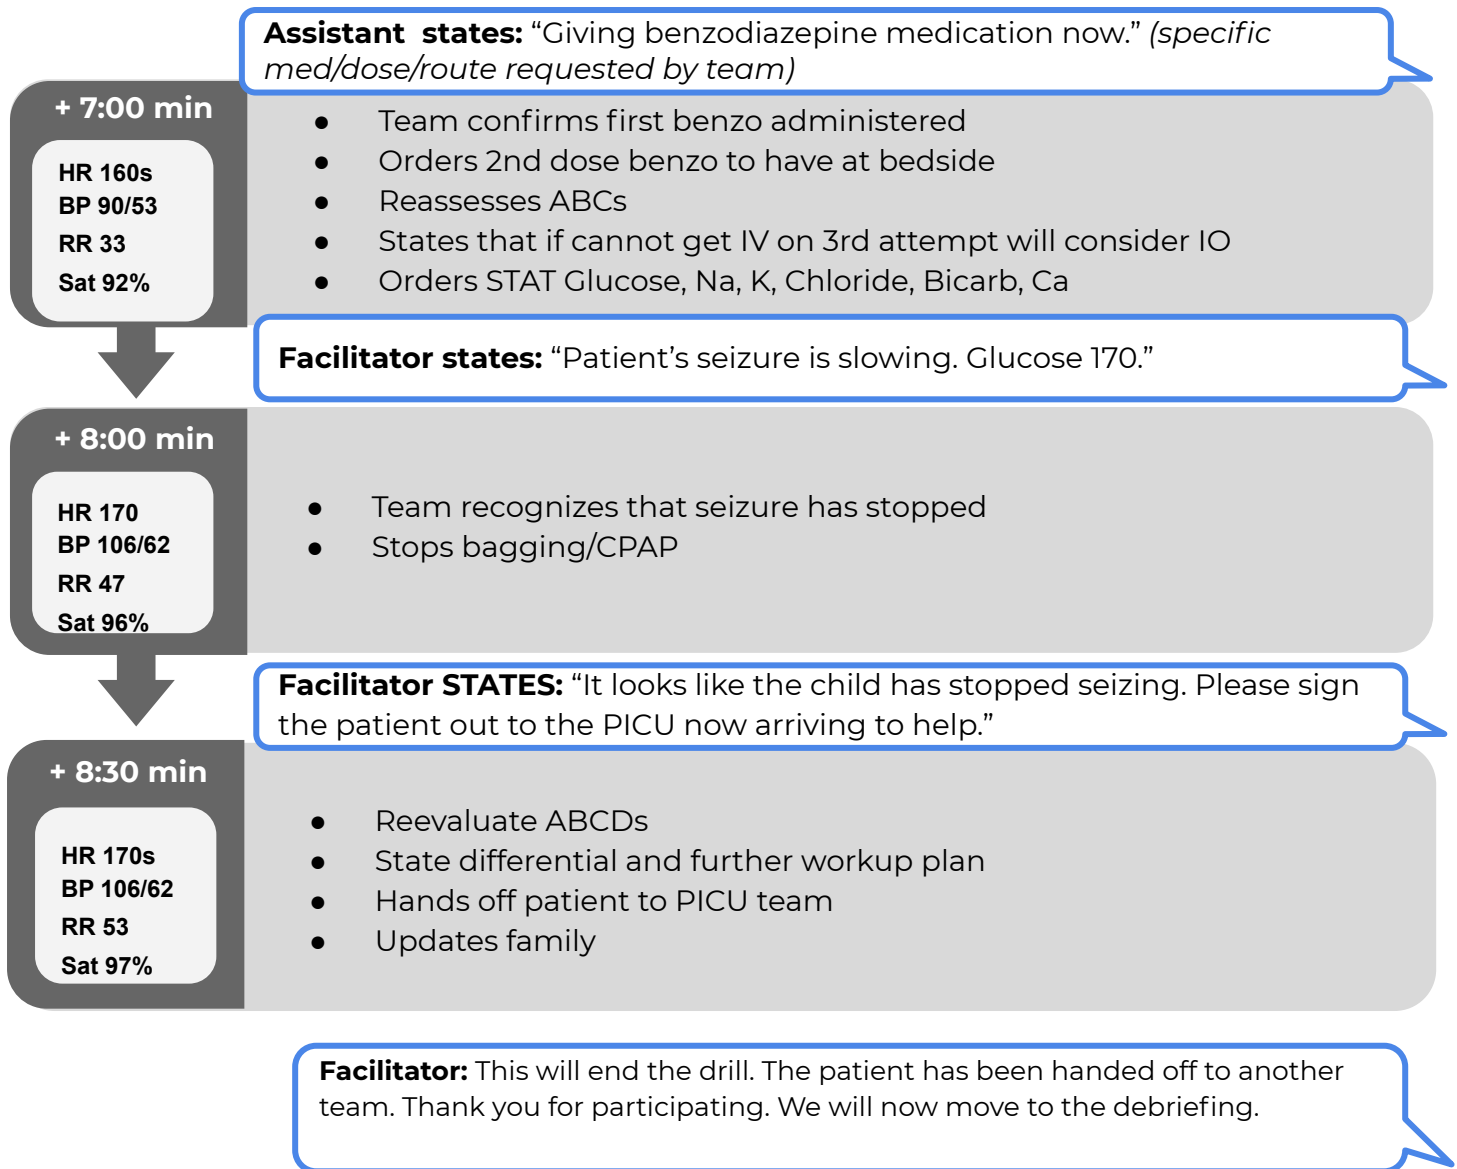 Assistant states: “Giving benzodiazepine medication now.” (specific
med/dose/route requested by team)
+ 7:00 min
HR 160s
BP 90/53
RR 33
Sat 92%
● Team confirms first benzo administered
● Orders 2nd dose benzo to have at bedside
● Reassesses ABCs
● States that if cannot get IV on 3rd attempt will consider IO
● Orders STAT Glucose, Na, K, Chloride, Bicarb, Ca
Facilitator states: “Patient’s seizure is slowing. Glucose 170.”
+ 8:00 min
HR 170
BP 106/62
RR 47
Sat 96%
● Team recognizes that seizure has stopped
● Stops bagging/CPAP
Facilitator STATES: “It looks like the child has stopped seizing. Please sign
the patient out to the PICU now arriving to help.”
+ 8:30 min
HR 170s
BP 106/62
RR 53
Sat 97%
● Reevaluate ABCDs
● State differential and further workup plan
● Hands off patient to PICU team
● Updates family
Facilitator: This will end the drill. The patient has been handed off to another
team. Thank you for participating. We will now move to the debriefing.